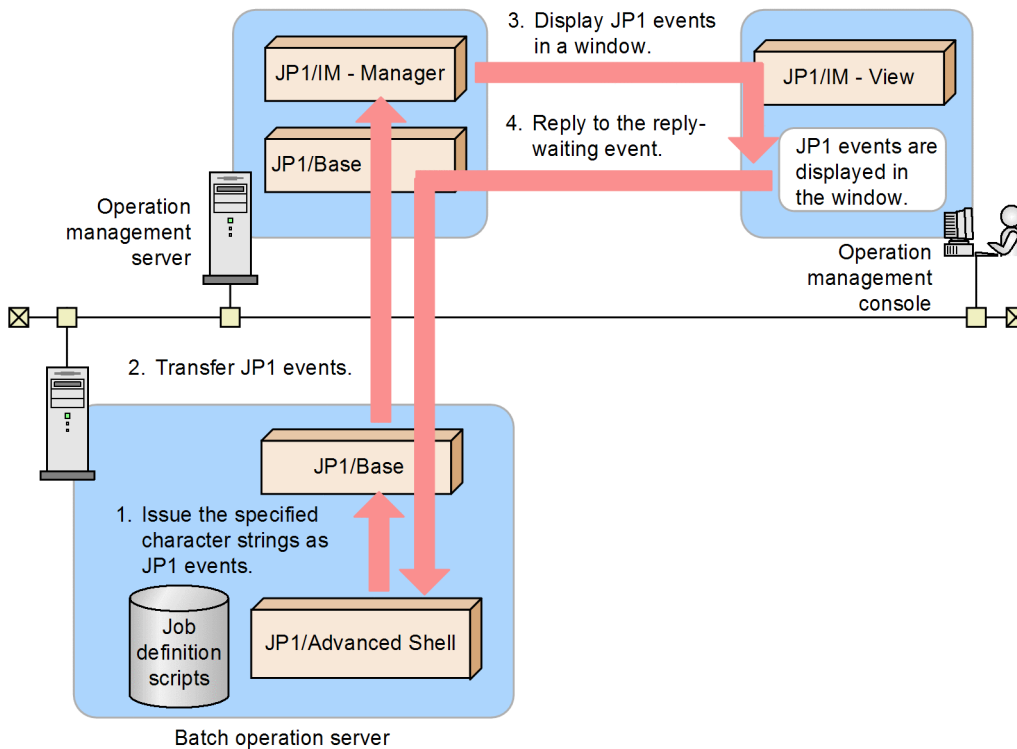 3. Display JP1 events
in a window.
JP1/IM - Manager
JP1/IM - View
4. Reply to the reply-
waiting event.
JP1/Base
JP1 events are
displayed in
the window.
Operation
management
server
Operation
management
console
2. Transfer JP1 events.
JP1/Base
1. Issue the specified
character strings as
JP1 events.
Job
definition
scripts
JP1/Advanced Shell
Batch operation server